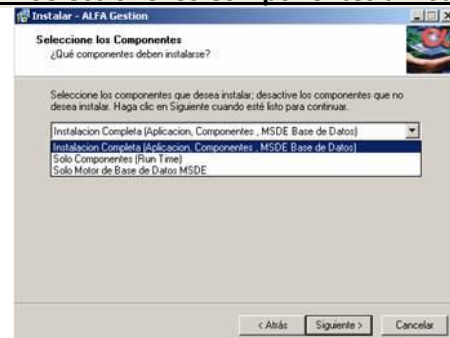 Instalar - ALFA Gestion
Seleccione los Componentes
¿Qué componentes deben instalarse?
Seleccione los componentes que desea instalar; desactive los componentes que no
desea instalar. Haga clic en Siguiente cuando esté listo para continuar.
Instalacion Completa (Aplicacion, Componentes , MSDE Base de Datos)
Instalacion Completa (Aplicacion, Componentes , MSDE Base de Datos)
Solo Componentes (Run Time)
Solo Motor de Base de Datos MSDE
< Atrás
Siguiente >
Cancelar